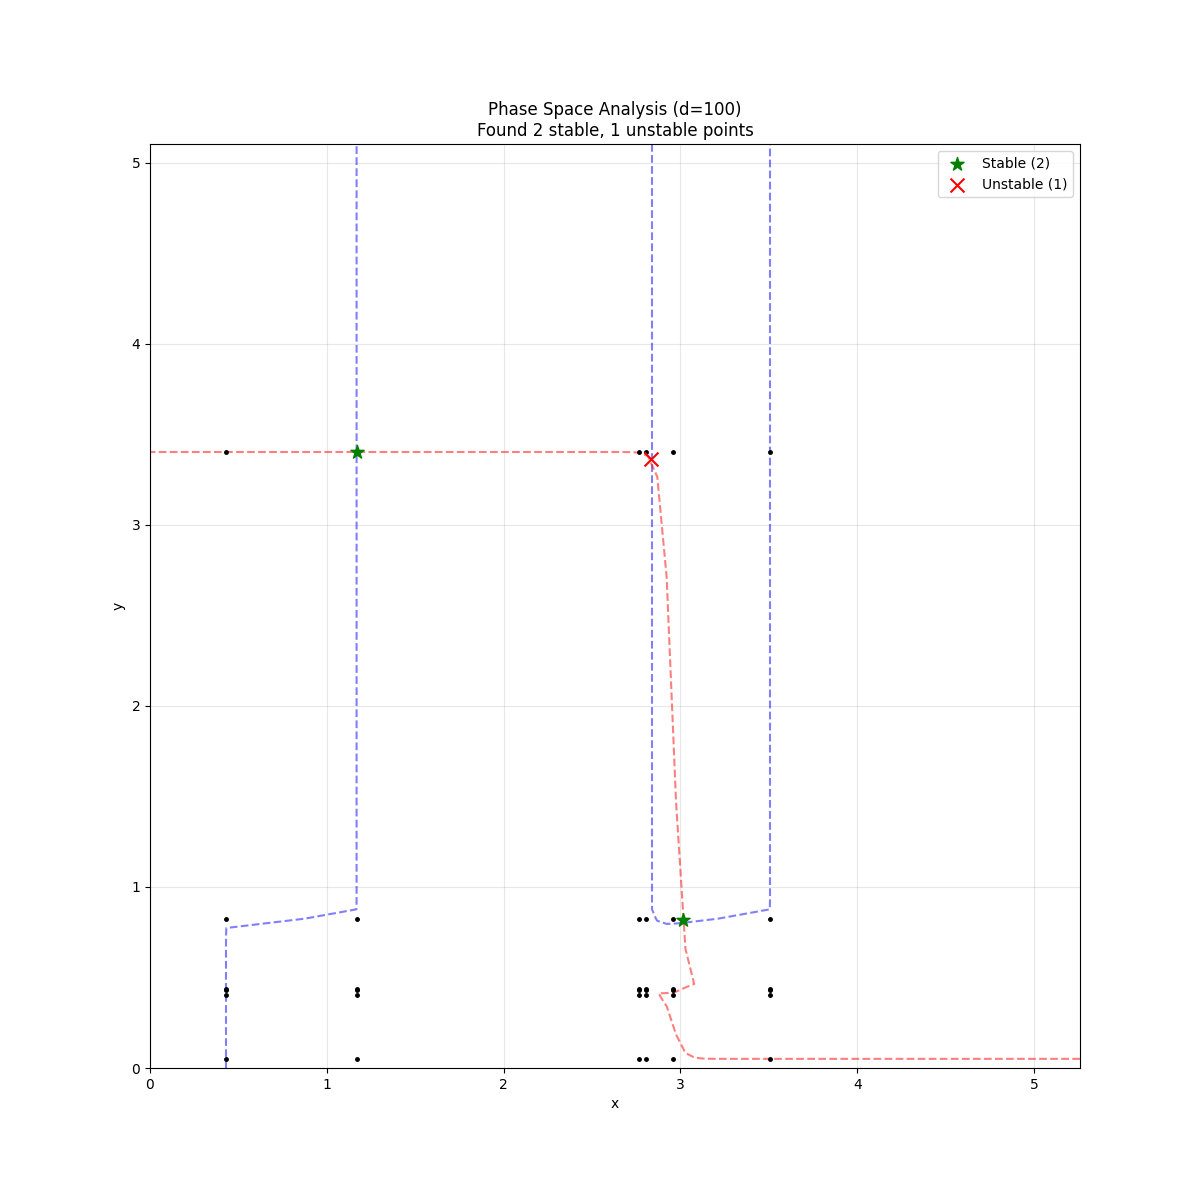 Phase Space Analysis (d=100)
Found 2 stable, 1 unstable points
Stable (2)
Unstable (1)
5
4
3
2
1
0
y
0
1
2
3
4
5
x